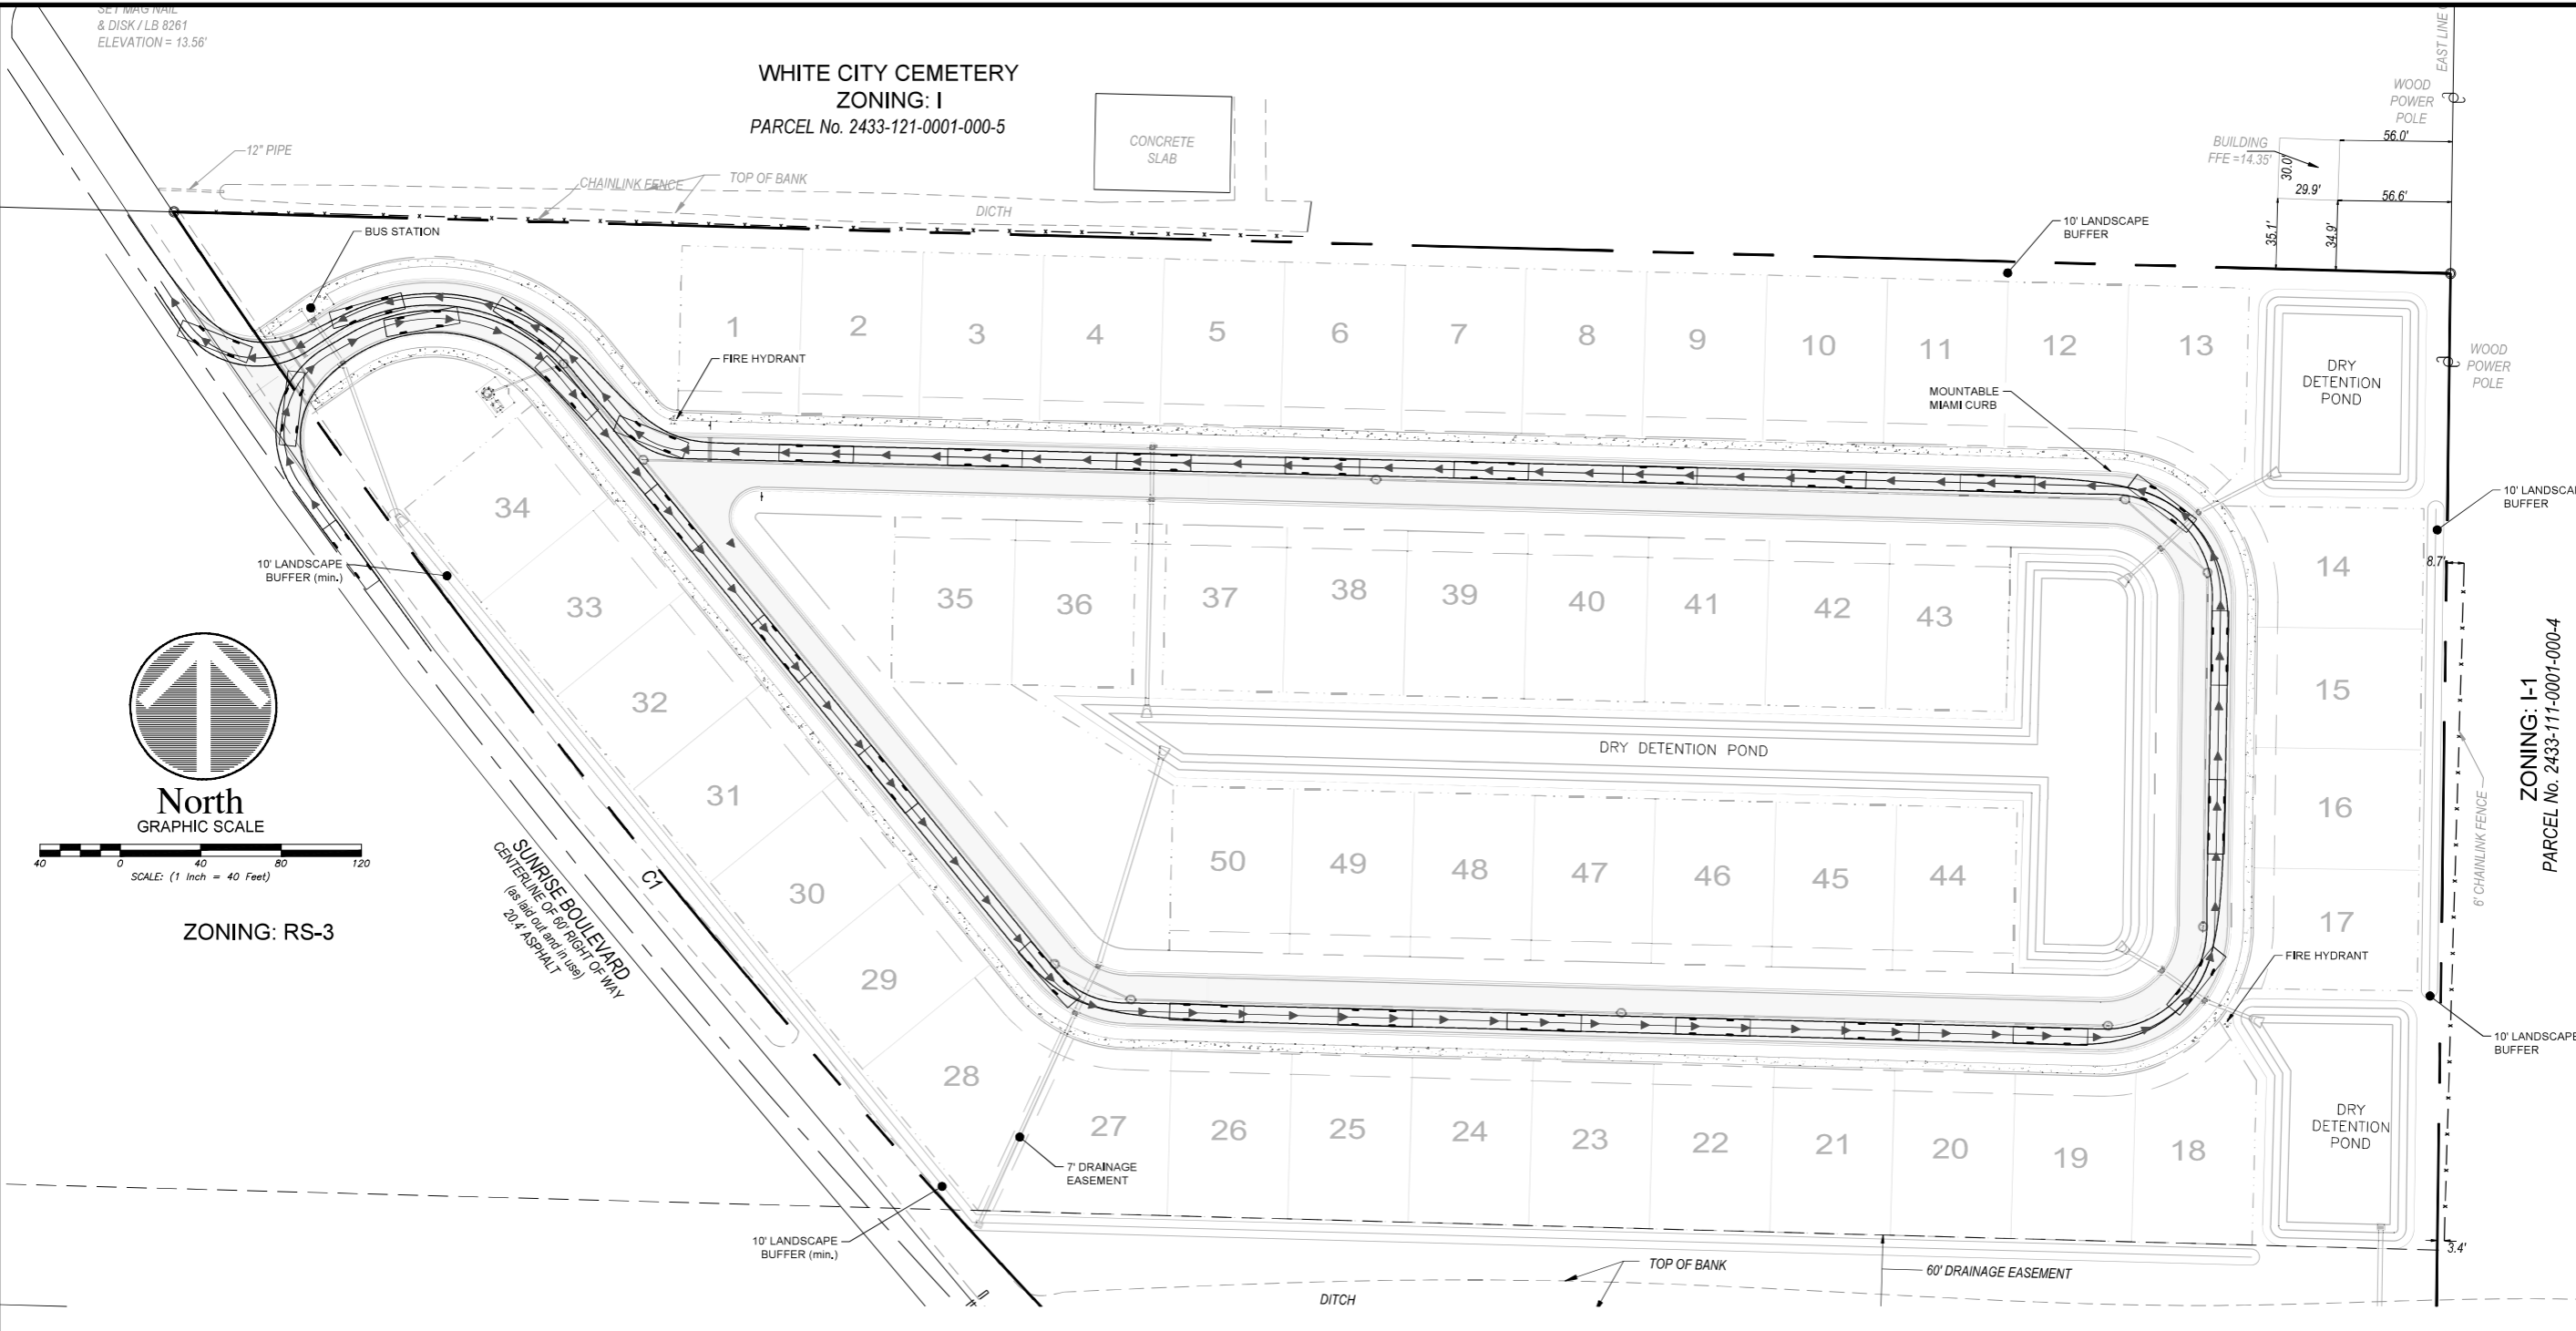 SET MAG NAIL
& DISK / LB 8261
ELEVATION = 13.56'
WHITE CITY CEMETERY
ZONING: I
PARCEL No. 2433-121-0001-000-5
CONCRETE
SLAB
12" PIPE
CHAINLINK FENCE
TOP OF BANK
DICTH
BUS STATION
EAST LINE
WOOD
POWER
POLE
BUILDING
FFE =14.35'
56.0'
30.0'
29.9'
56.6'
35.1'
34.9'
10' LANDSCAPE
BUFFER
1
2
3
4
5
6
7
8
9
10
11
12
13
FIRE HYDRANT
MOUNTABLE
MIAMI CURB
DRY
DETENTION
POND
WOOD
POWER
POLE
10' LANDSCAPE
BUFFER
8.7'
34
33
32
31
30
29
28
10' LANDSCAPE
BUFFER (min.)
35
36
37
38
39
40
41
42
43
14
15
16
17
DRY DETENTION POND
50
49
48
47
46
45
44
ZONING: I-1
PARCEL No. 2433-111-0001-000-4
6' CHAINLINK FENCE
North
GRAPHIC SCALE
40 0 40 80 120
SCALE: (1 Inch = 40 Feet)
ZONING: RS-3
C1
SUNRISE BOULEVARD
CENTERLINE OF 60' RIGHT OF WAY
(as laid out and in use)
20.4' ASPHALT
FIRE HYDRANT
10' LANDSCAPE
BUFFER
27
26
25
24
23
22
21
20
19
18
DRY
DETENTION
POND
7' DRAINAGE
EASEMENT
10' LANDSCAPE
BUFFER (min.)
3.4'
TOP OF BANK
60' DRAINAGE EASEMENT
DITCH